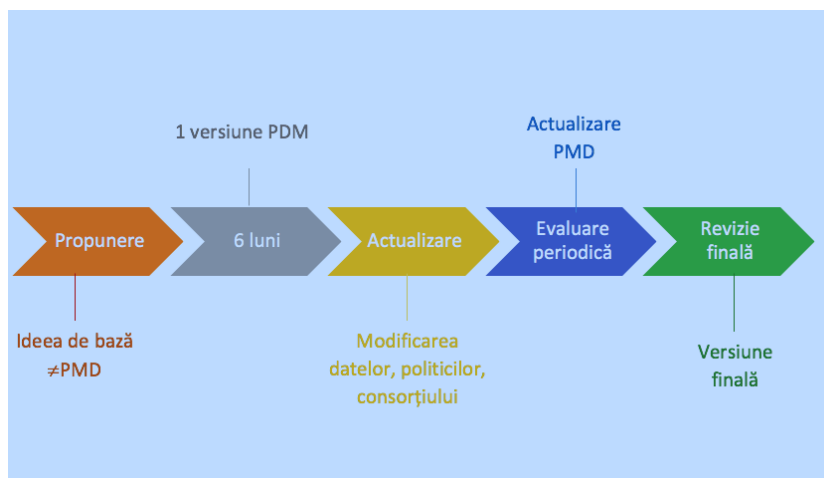 1 versiune PDM
Actualizare
PMD
Propunere
6 luni
Actualizare
Evaluare
periodică
Revizie
finală
Ideea de bază
≠PMD
Modificarea
datelor, politicilor,
consorțiului
Versiune
finală